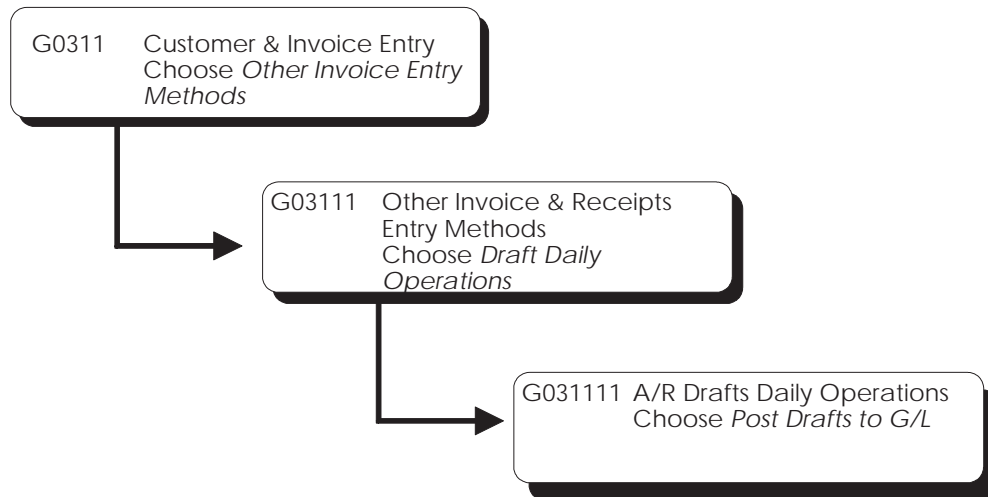 G0311 Customer & Invoice Entry
Choose Other Invoice Entry
Methods
G03111 Other Invoice & Receipts
Entry Methods
Choose Draft Daily
Operations
G031111 A/R Drafts Daily Operations
Choose Post Drafts to G/L